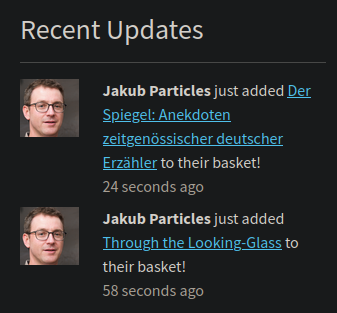 Recent Updates
Jakub Particles just added Der
Spiegel: Anekdoten
zeitgenössischer deutscher
Erzähler to their basket!
24 seconds ago
Jakub Particles just added
Through the Looking-Glass to
their basket!
58 seconds ago